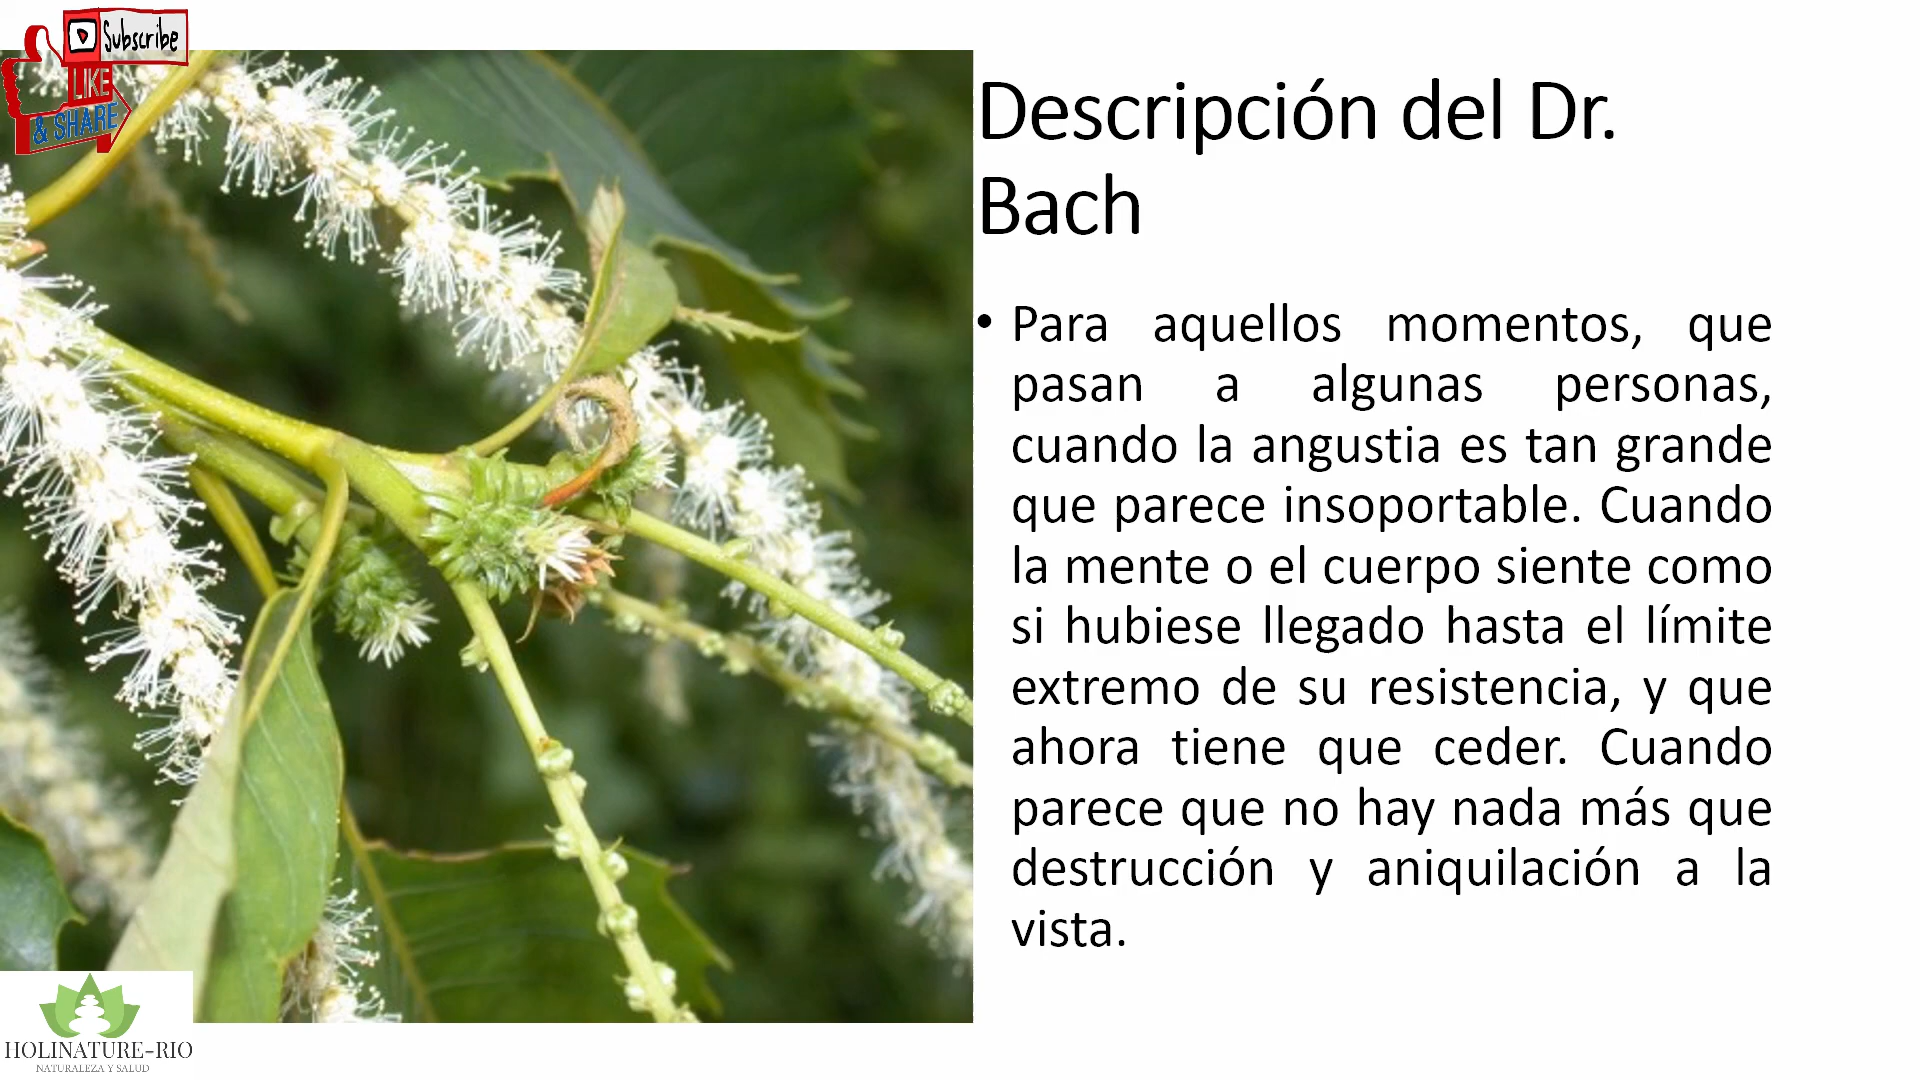 Subscribe
LIKE
& SHARE
Descripción del Dr.
Bach
• Para aquellos momentos, que
pasan a algunas personas,
cuando la angustia es tan grande
que parece insoportable. Cuando
la mente o el cuerpo siente como
si hubiese llegado hasta el límite
extremo de su resistencia, y que
ahora tiene que ceder. Cuando
parece que no hay nada más que
destrucción y aniquilación a la
vista.
HOLINATURE-RIO
NATURALEZA Y SALUD